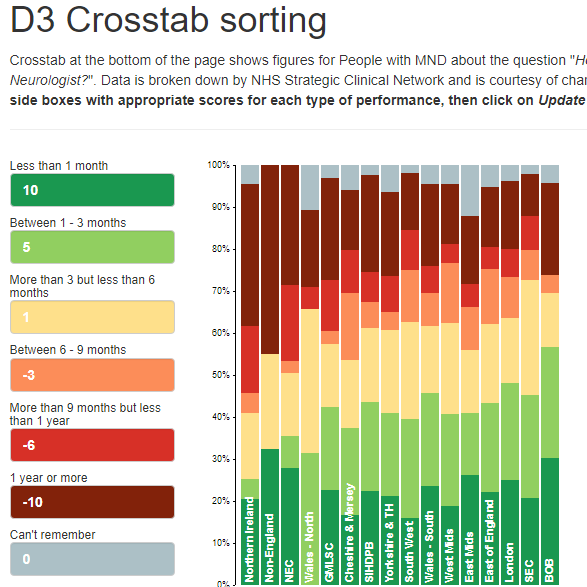 D3 Crosstab sorting
Crosstab at the bottom of the page shows figures for People with MND about the question "H
Neurologist?". Data is broken down by NHS Strategic Clinical Network and is courtesy of char
side boxes with appropriate scores for each type of performance, then click on Update
Less than 1 month
10
Between 1 - 3 months
5
More than 3 but less than 6
months
1
Between 6 - 9 months
-3
More than 9 months but less
than 1 year
-6
1 year or more
-10
Can't remember
0
100%
90%
80%
70%
60%
50%
40%
30%
20%
10%
0%
Northern Ireland
Non-England
NEC
Wales - North
GMLSC
Cheshire & Mersey
SIHDPB
Yorkshire & TH
South West
Wales - South
West Mids
East Mids
East of England
London
SEC
BOB